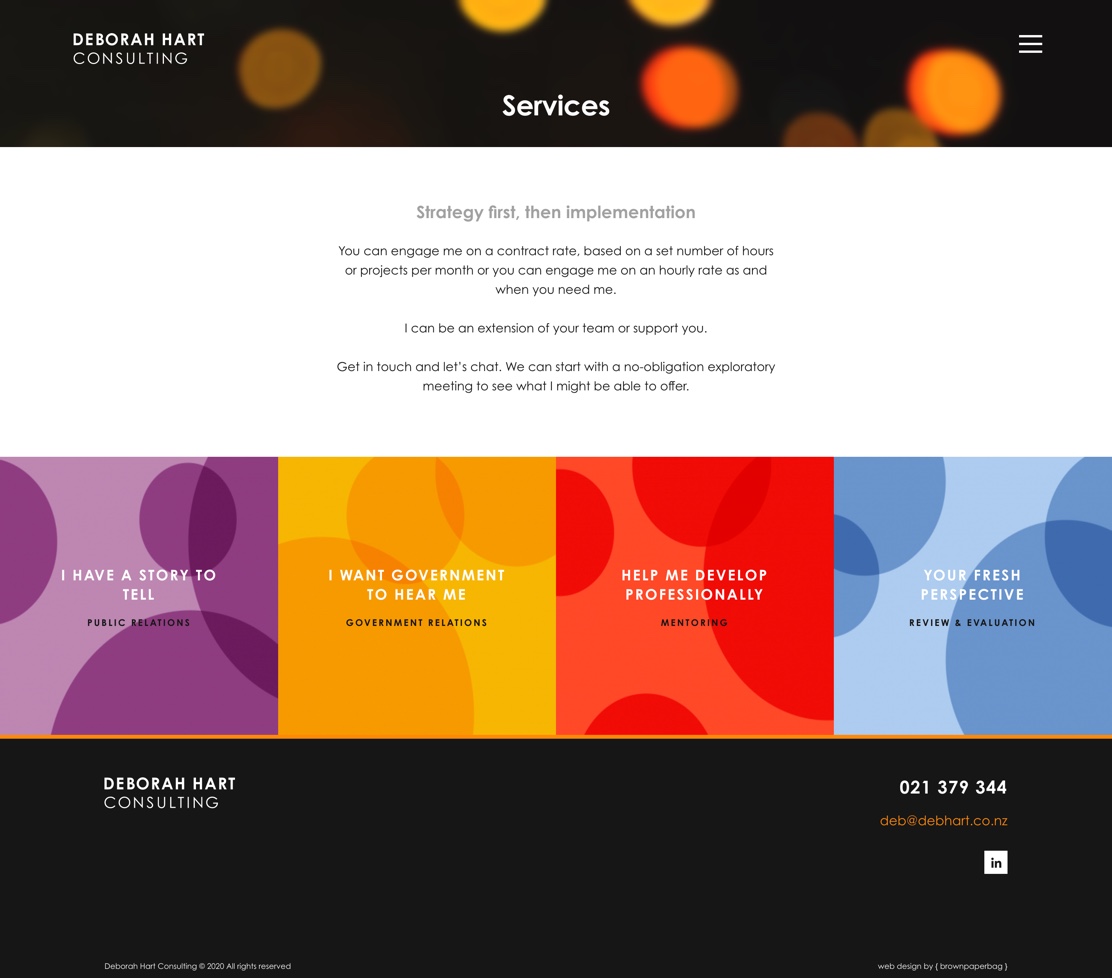 DEBORAH HART
CONSULTING
Services
Strategy first, then implementation
You can engage me on a contract rate, based on a set number of hours
or projects per month or you can engage me on an hourly rate as and
when you need me.
I can be an extension of your team or support you.
Get in touch and let’s chat. We can start with a no-obligation exploratory
meeting to see what I might be able to offer.
I HAVE A STORY TO
TELL
PUBLIC RELATIONS
I WANT GOVERNMENT
TO HEAR ME
GOVERNMENT RELATIONS
HELP ME DEVELOP
PROFESSIONALLY
MENTORING
YOUR FRESH
PERSPECTIVE
REVIEW & EVALUATION
DEBORAH HART
CONSULTING
021 379 344
deb@debhart.co.nz
in
Deborah Hart Consulting © 2020 All rights reserved
web design by { brownpaperbag }